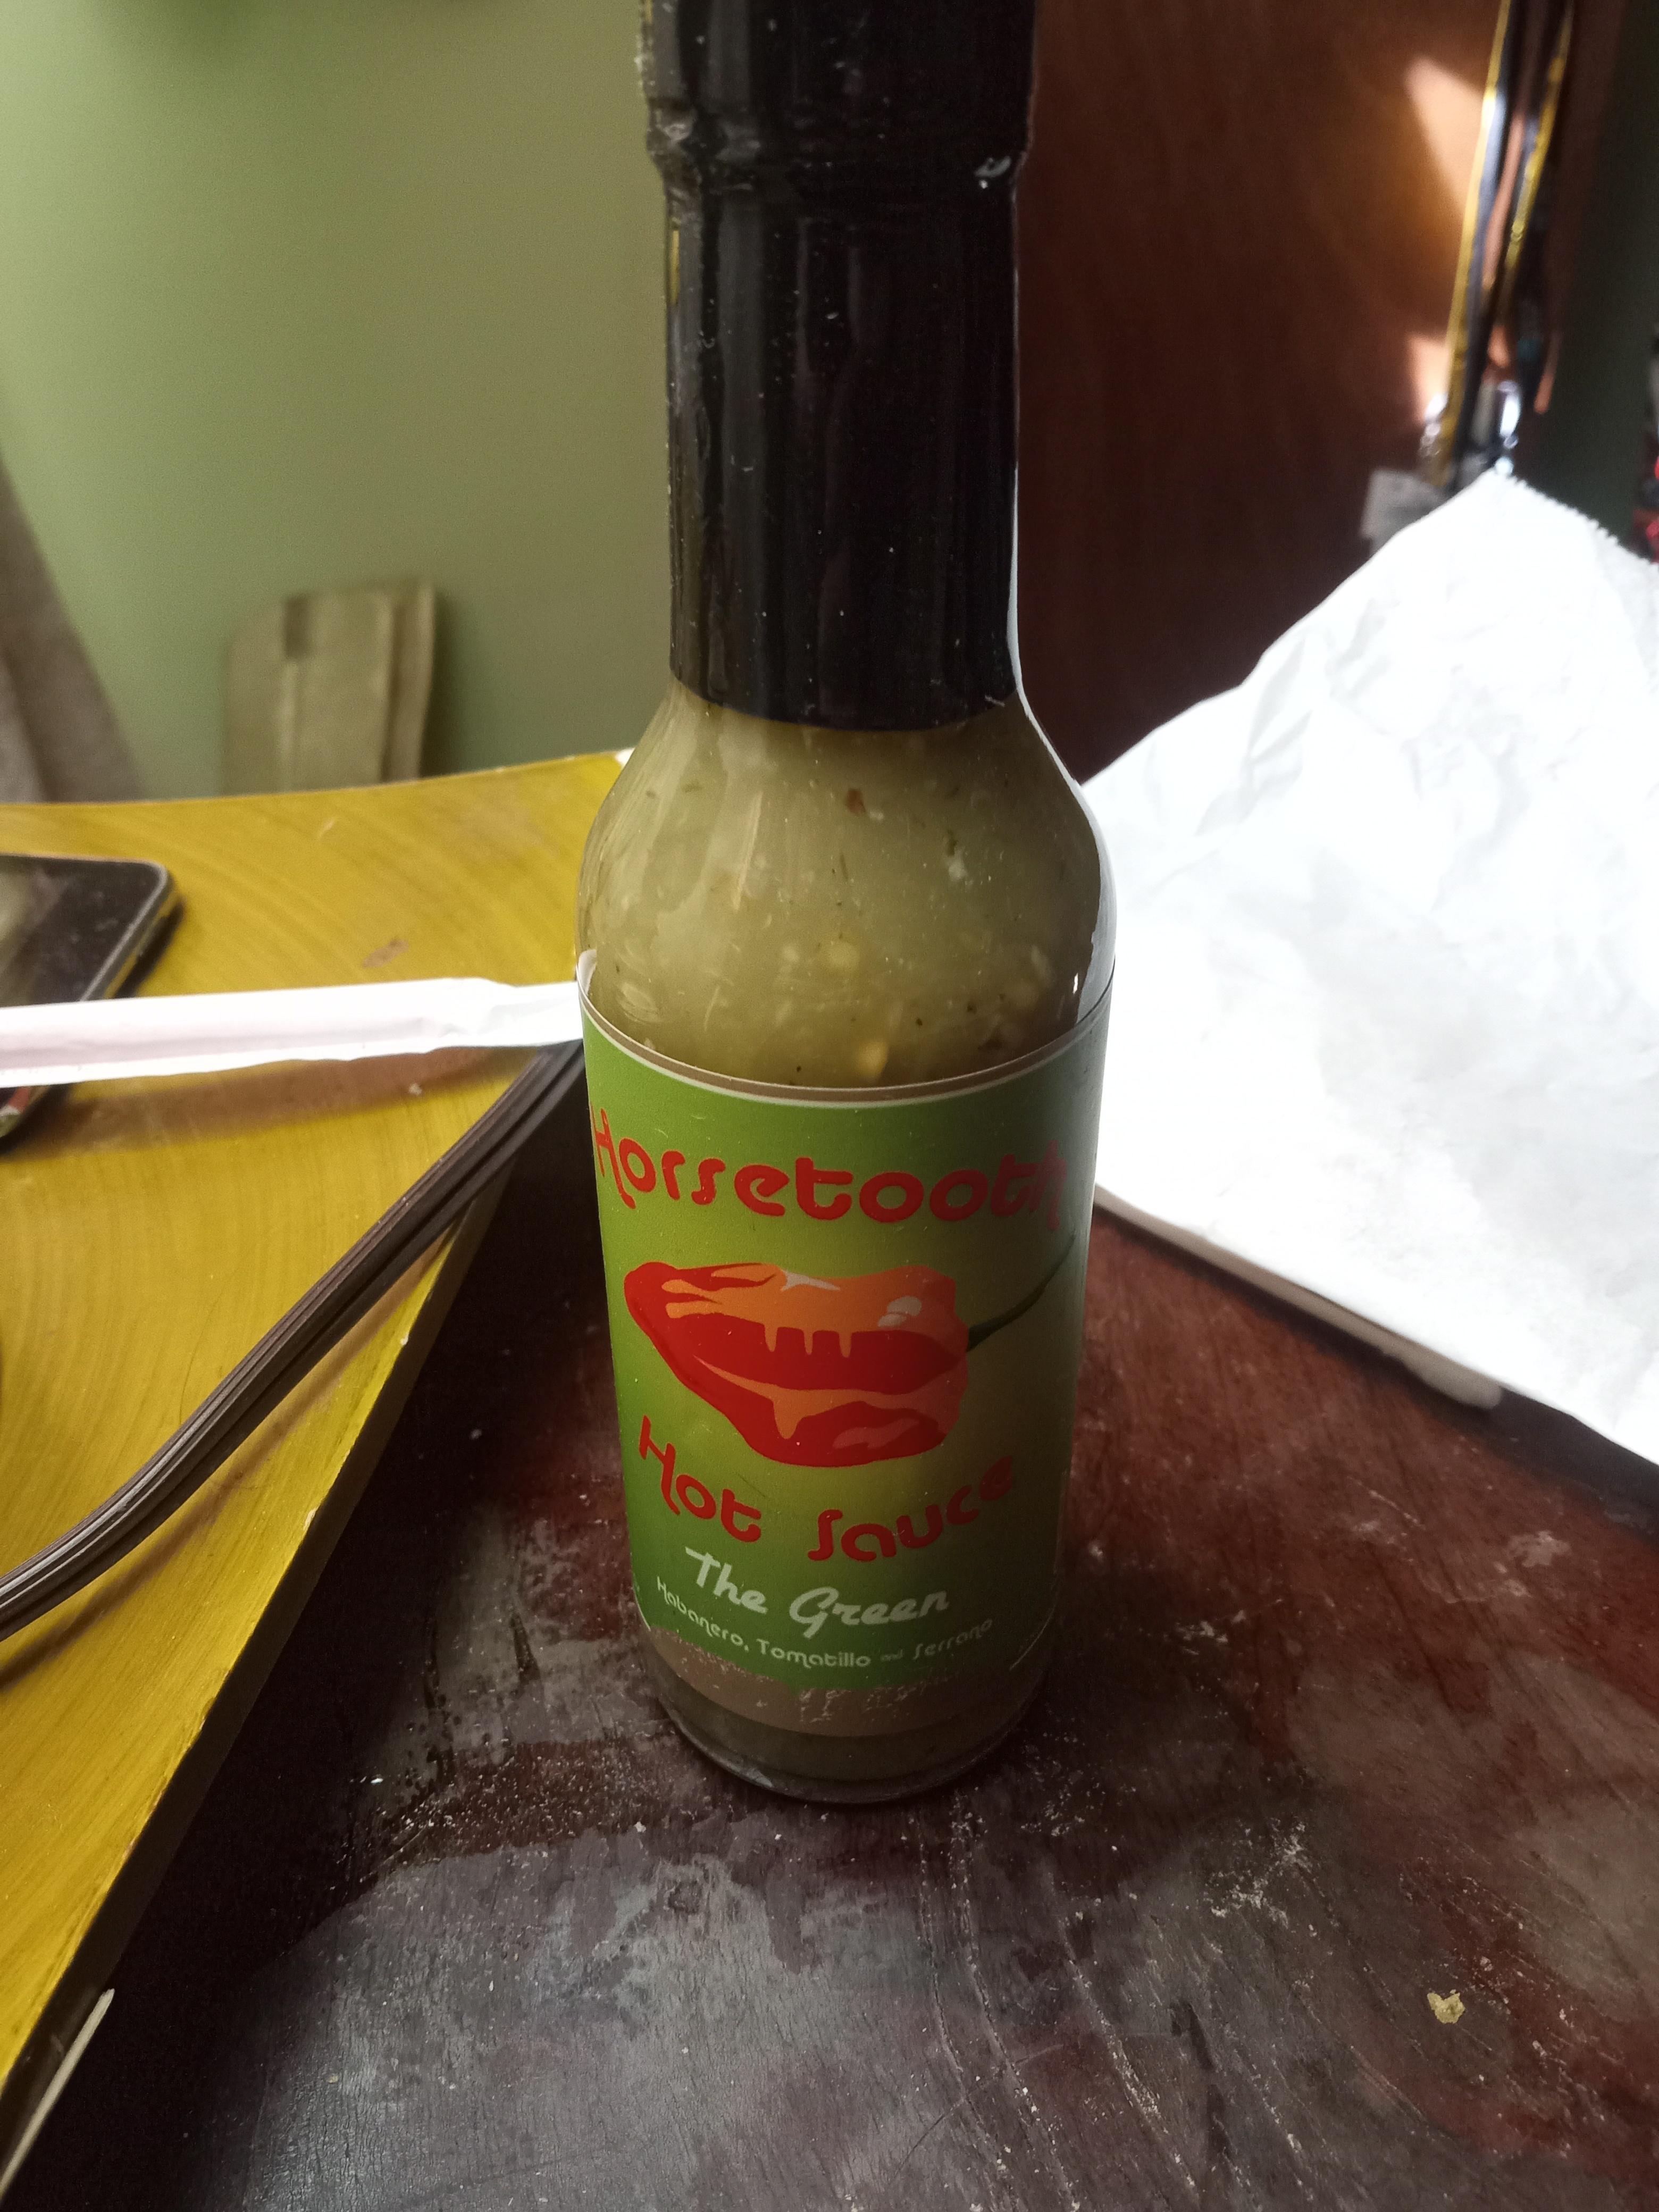 Horsetooth
Hot Sauce
The Green
Habanero, Tomatillo and Serrano